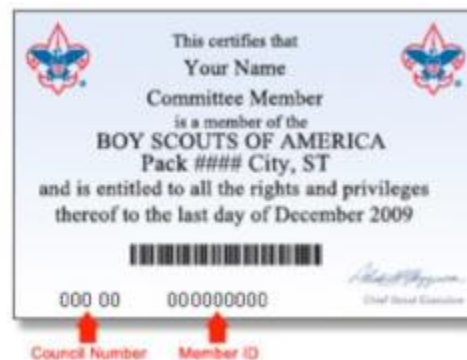 This certifies that
Your Name
Committee Member
is a member of the
BOY SCOUTS OF AMERICA
Pack #### City, ST
and is entitled to all the rights and privileges
thereof to the last day of December 2009
000 00 000000000
Chief Scout Executive
Council Number Member ID